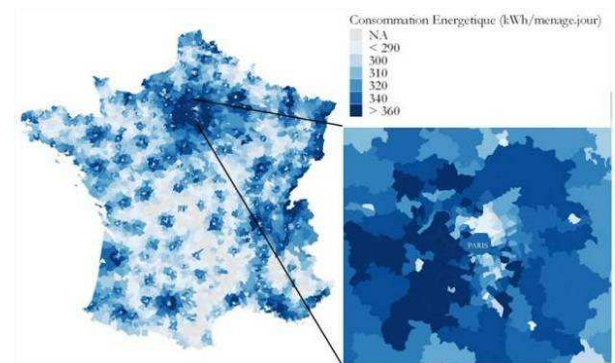 Consommation Energetique (kWh/menage.jour)
NA
< 290
300
310
320
340
> 360
PARIS